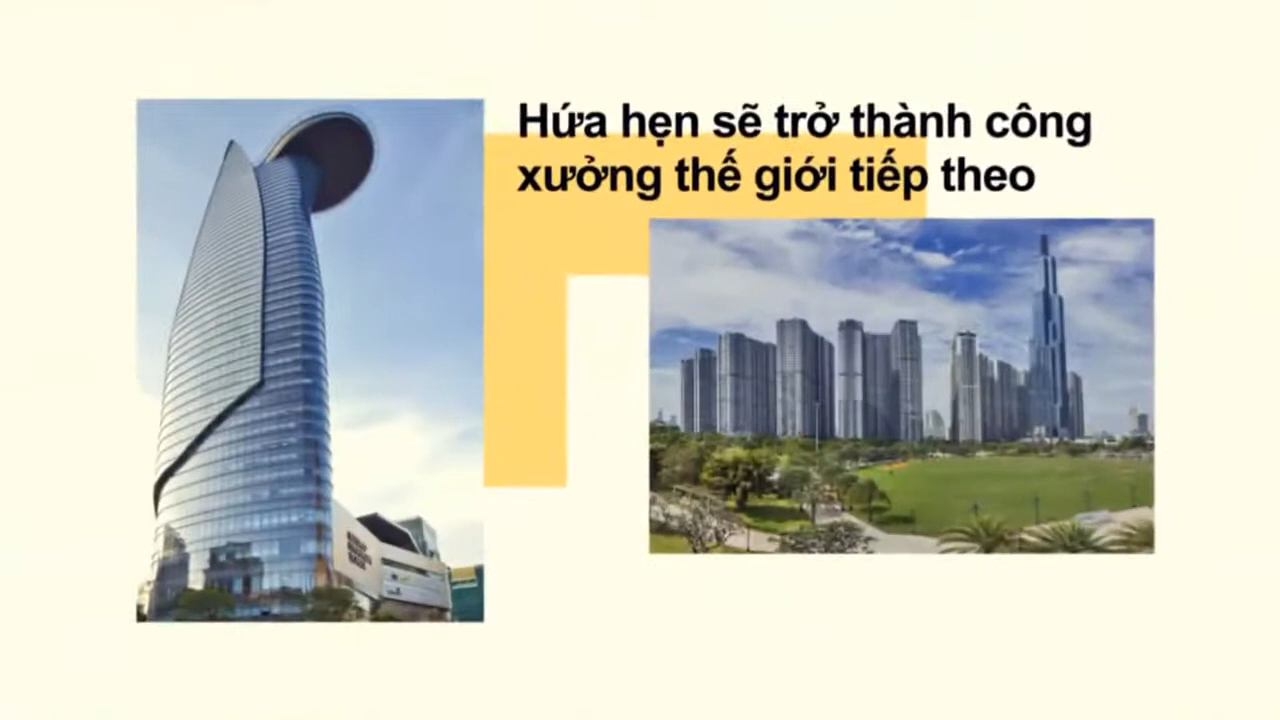 Hứa hẹn sẽ trở thành công
xưởng thế giới tiếp theo